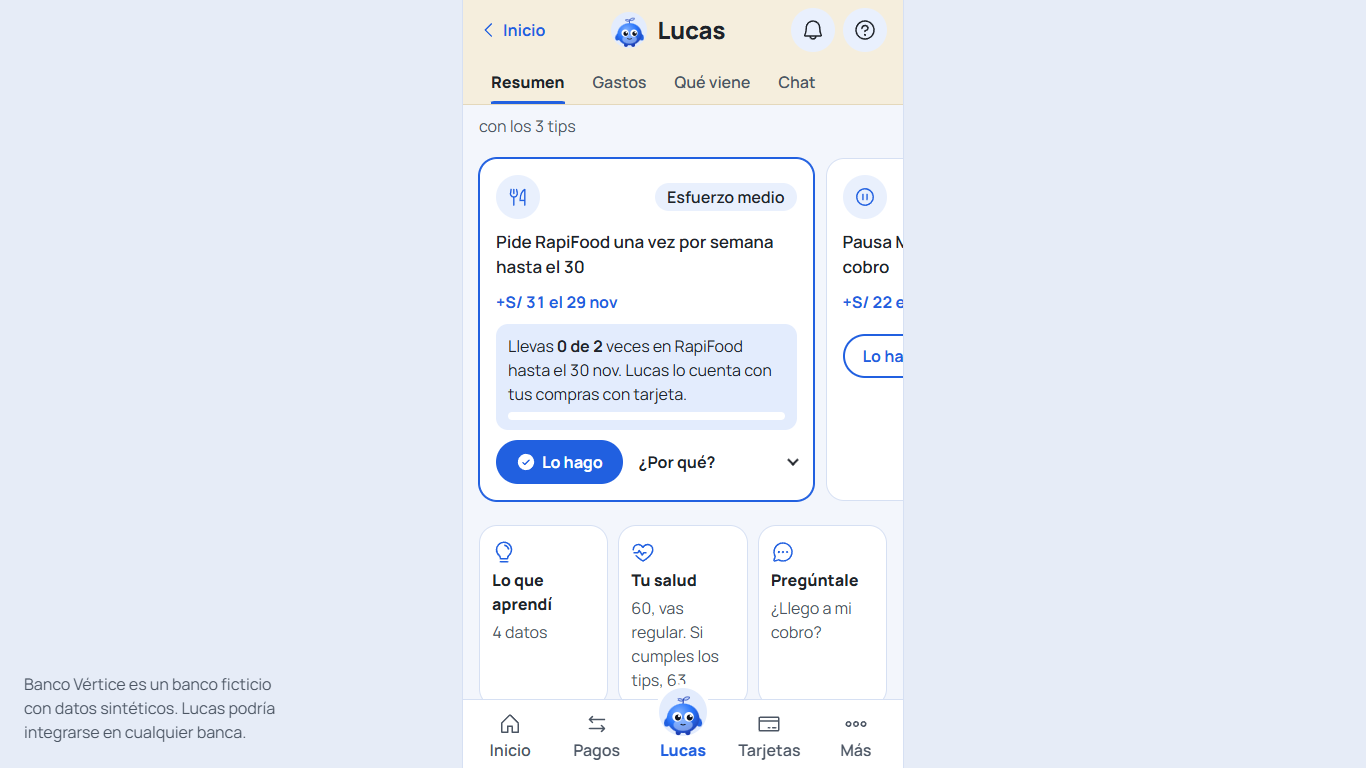 Inicio
Lucas
Resumen
Gastos
Qué viene
Chat
con los 3 tips
Esfuerzo medio
Pide RapiFood una vez por semana
hasta el 30
+S/ 31 el 29 nov
Llevas 0 de 2 veces en RapiFood
hasta el 30 nov. Lucas lo cuenta con
tus compras con tarjeta.
Lo hago
¿Por qué?
Pausa
cobro
+S/ 22
Lo
Lo que
aprendí
4 datos
Tu salud
60, vas
regular. Si
cumples los
tips, 63
Pregúntale
¿Llego a mi
cobro?
Banco Vértice es un banco ficticio
con datos sintéticos. Lucas podría
integrarse en cualquier banca.
Inicio
Pagos
Lucas
Tarjetas
Más